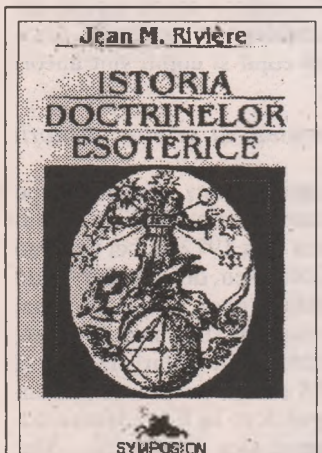 Jean M. Rivière
ISTORIA
DOCTRINELOR
ESOTERICE
SYMPOSION